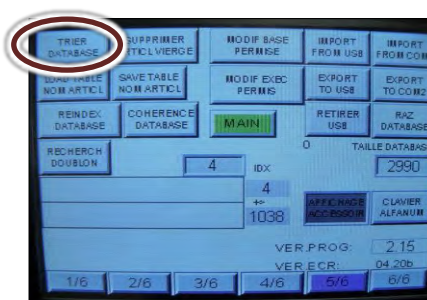 TRIER
DATABASE
SUPPRIMER
ARTICL VIERGE
MODIF BASE
PERMISE
IMPORT
FROM USB
IMPORT
FROM COM
LOAD TABLE
NOM ARTICL
SAVE TABLE
NOM ARTICL
MODIF EXEC
PERMIS
EXPORT
TO USB
EXPORT
TO COM2
REINDEX
DATABASE
COHERENCE
DATABASE
MAIN
RETIRER
USB
RAZ
DATABASE
RECHERCH
DOUBLON
0
TAILLE DATABAS
4
IDX
2990
4
<->
1038
AFFICHAGE
ACCESSOIR
CLAVIER
ALFANUM
VER.PROG:
2.15
VER ECR:
04.20b
1/6
2/6
3/6
4/6
5/6
6/6